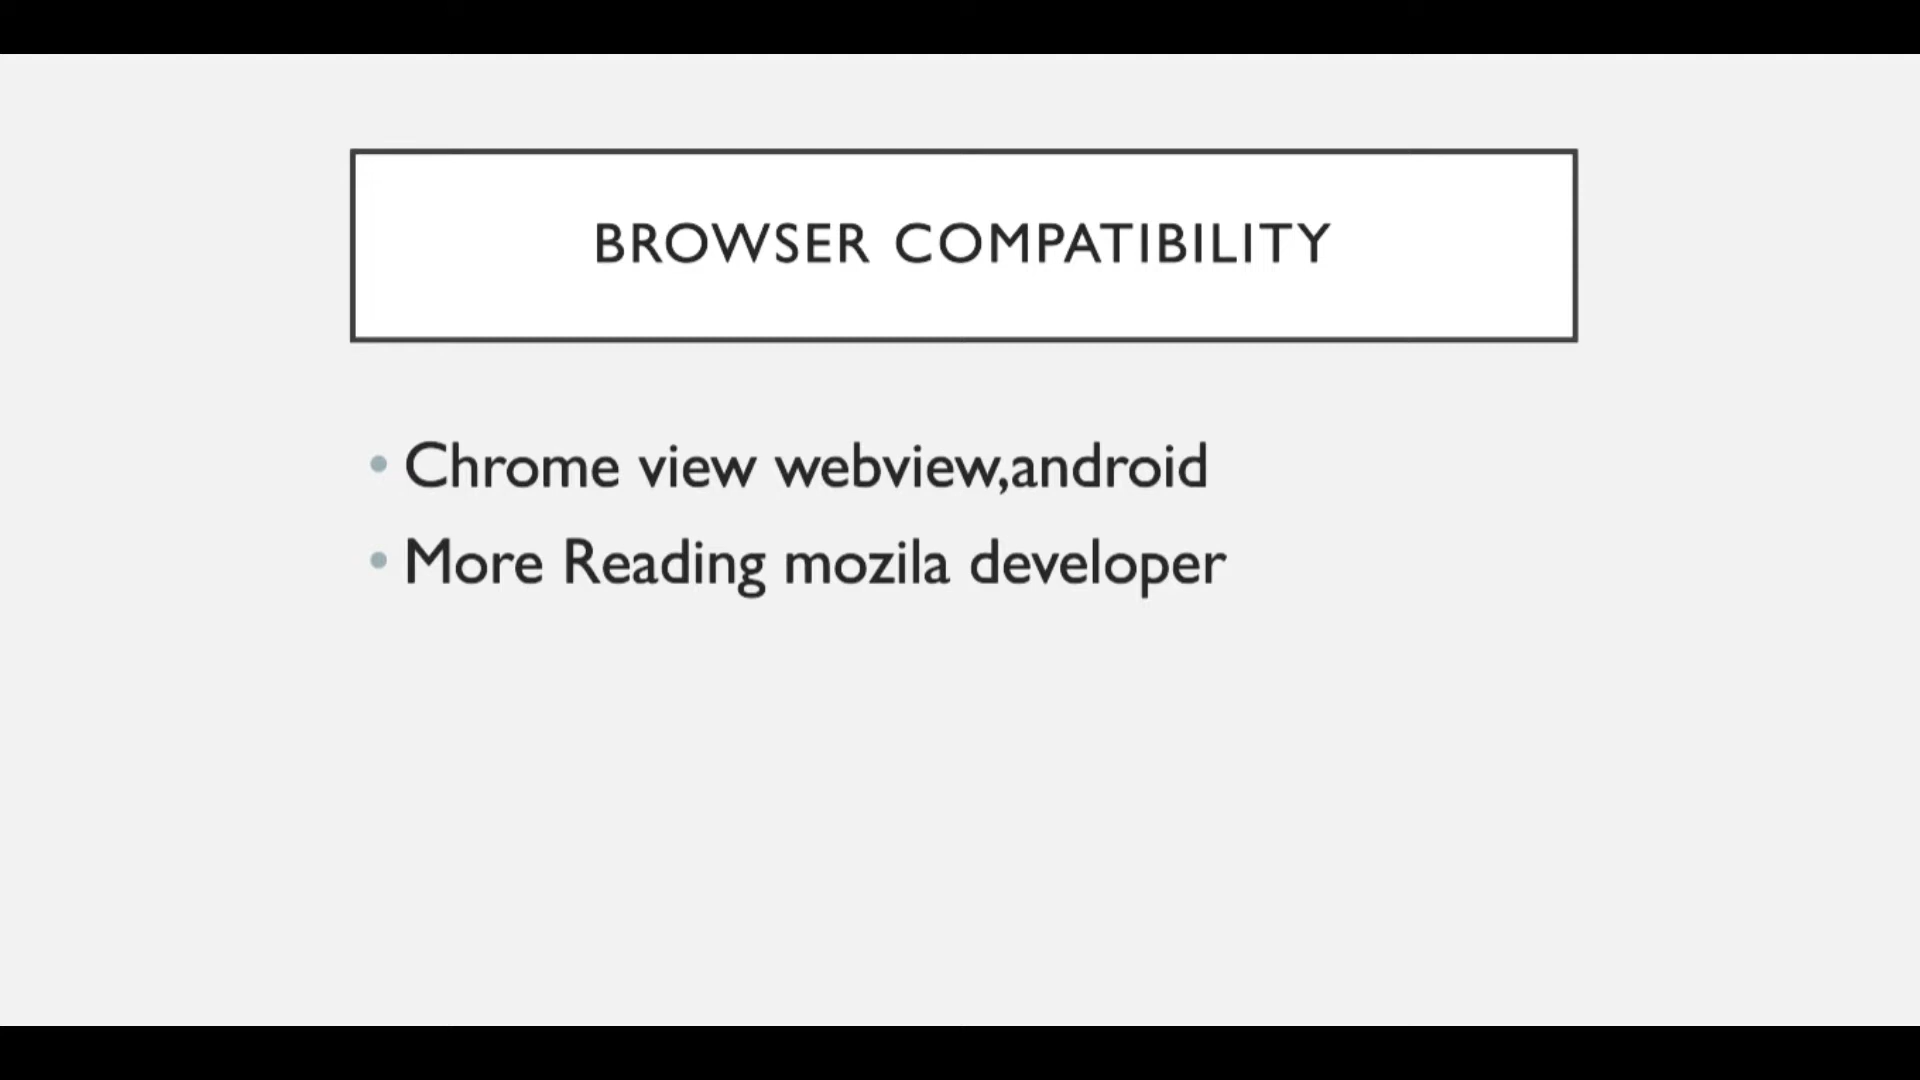 BROWSER COMPATIBILITY
• Chrome view webview,android
• More Reading mozila developer